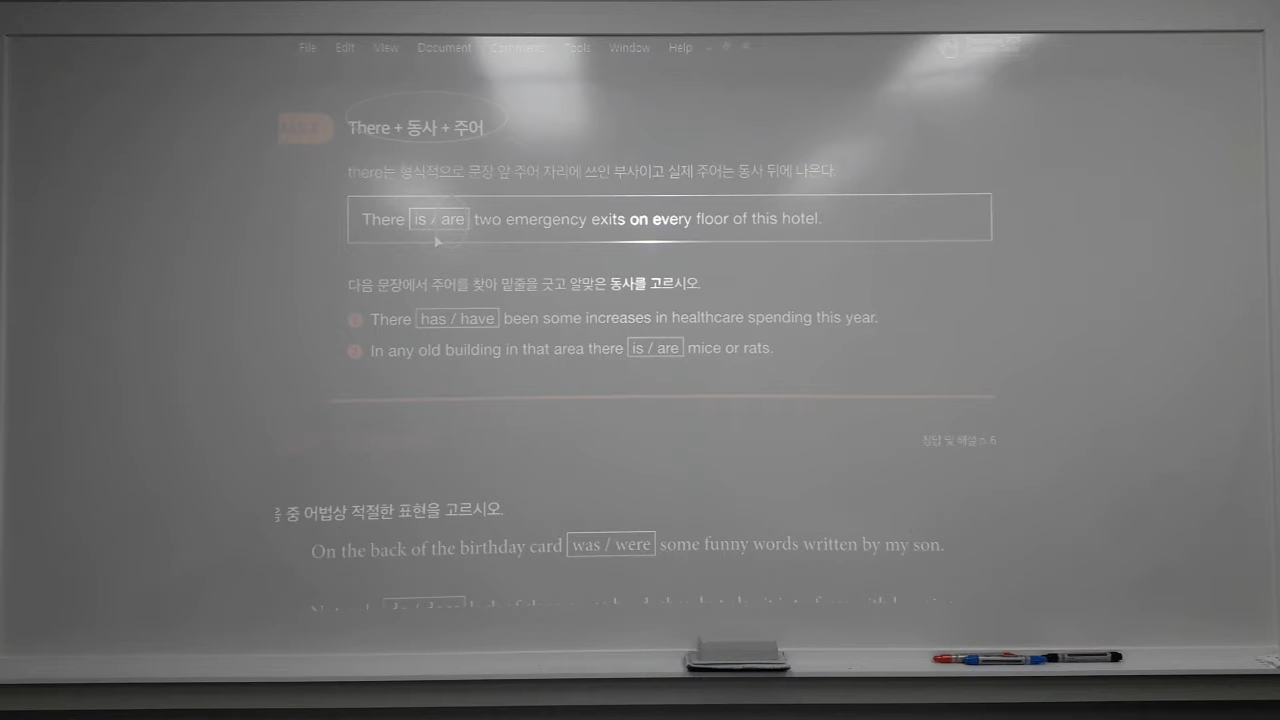 File Edit View Document Comments Tools Window Help
There + 동사 + 주어
there는 형식적으로 문장 앞 주어 자리에 쓰인 부사이고 실제 주어는 동사 뒤에 나온다.
There is / are two emergency exits on every floor of this hotel.
다음 문장에서 주어를 찾아 밑줄을 긋고 알맞은 동사를 고르시오.
1 There has / have been some increases in healthcare spending this year.
2 In any old building in that area there is / are mice or rats.
정답 및 해설 p.6
중 어법상 적절한 표현을 고르시오.
On the back of the birthday card was / were some funny words written by my son.